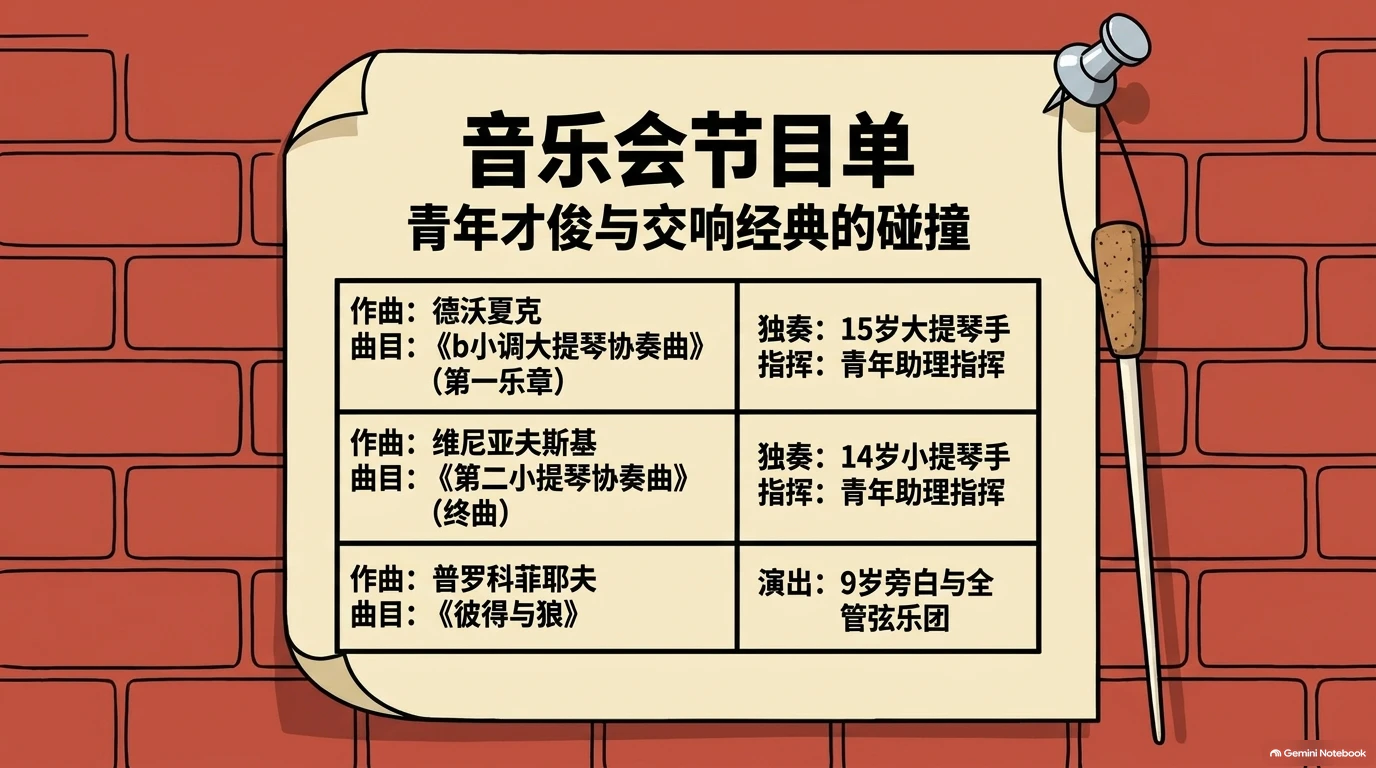 音乐会节目单
青年才俊与交响经典的碰撞
作曲：德沃夏克
曲目：《b小调大提琴协奏曲》
（第一乐章）
独奏：15岁大提琴手
指挥：青年助理指挥
作曲：维尼亚夫斯基
曲目：《第二小提琴协奏曲》
（终曲）
独奏：14岁小提琴手
指挥：青年助理指挥
作曲：普罗科菲耶夫
曲目：《彼得与狼》
演出：9岁旁白与全
管弦乐团
Gemini Notebook